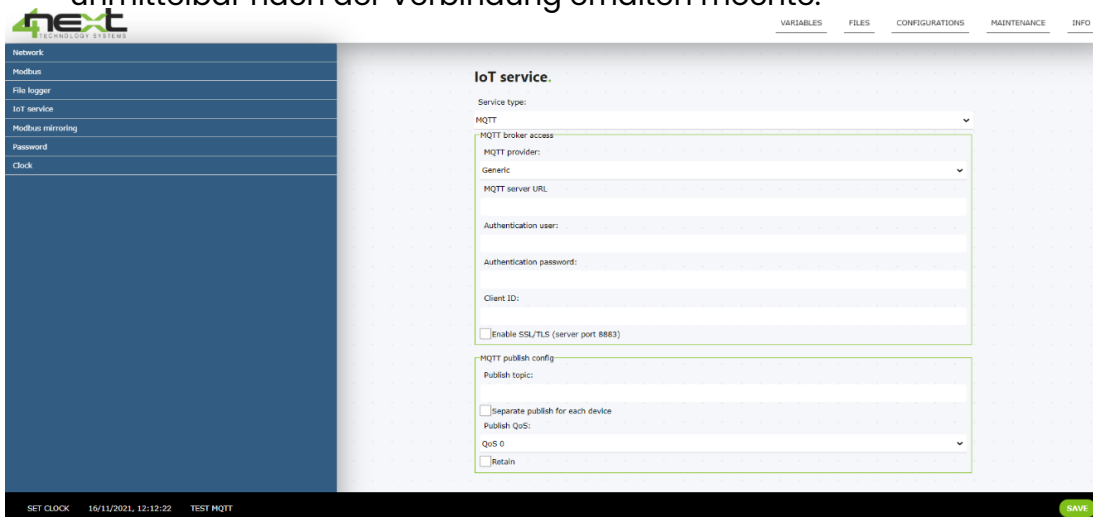 unmittelbar nach der Verbindung erhalten moechte.
4next
TECHNOLOGY SYSTEMS
VARIABLES FILES CONFIGURATIONS MAINTENANCE INFO
Network
Modbus
File logger
IoT service
Modbus mirroring
Password
Clock
IoT service.
Service type:
MQTT
MQTT broker access
MQTT provider:
Generic
MQTT server URL
Authentication user:
Authentication password:
Client ID:
Enable SSL/TLS (server port 8883)
MQTT publish config
Publish topic:
Separate publish for each device
Publish QoS:
QoS 0
Retain
SET CLOCK 16/11/2021, 12:12:22 TEST MQTT SAVE